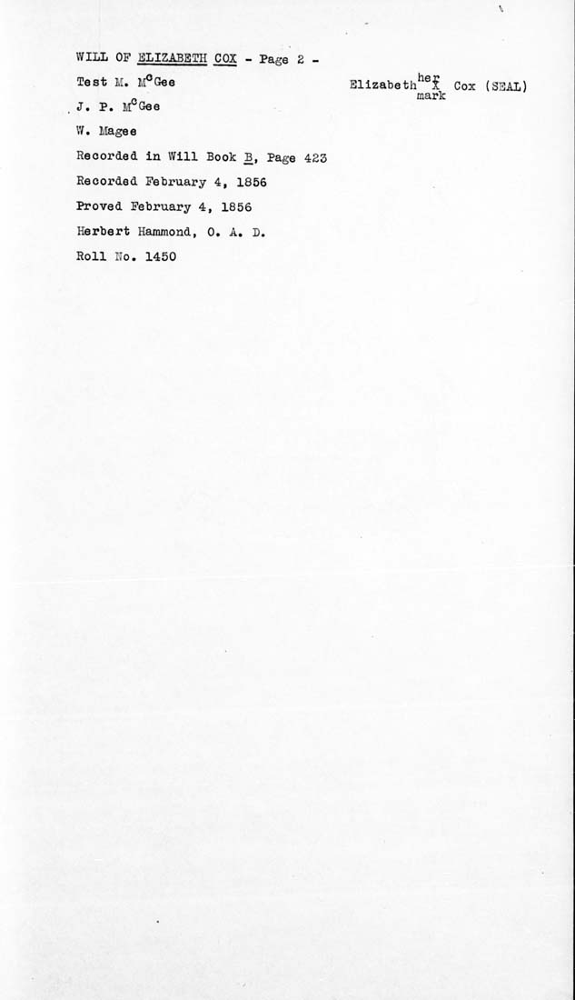 WILL OF ELIZABETH COX - Page 2 -
Test M. McGee
Elizabeth her X mark Cox (SEAL)
J. P. McGee
W. Magee
Recorded in Will Book B, Page 423
Recorded February 4, 1856
Proved February 4, 1856
Herbert Hammond, O. A. D.
Roll No. 1450